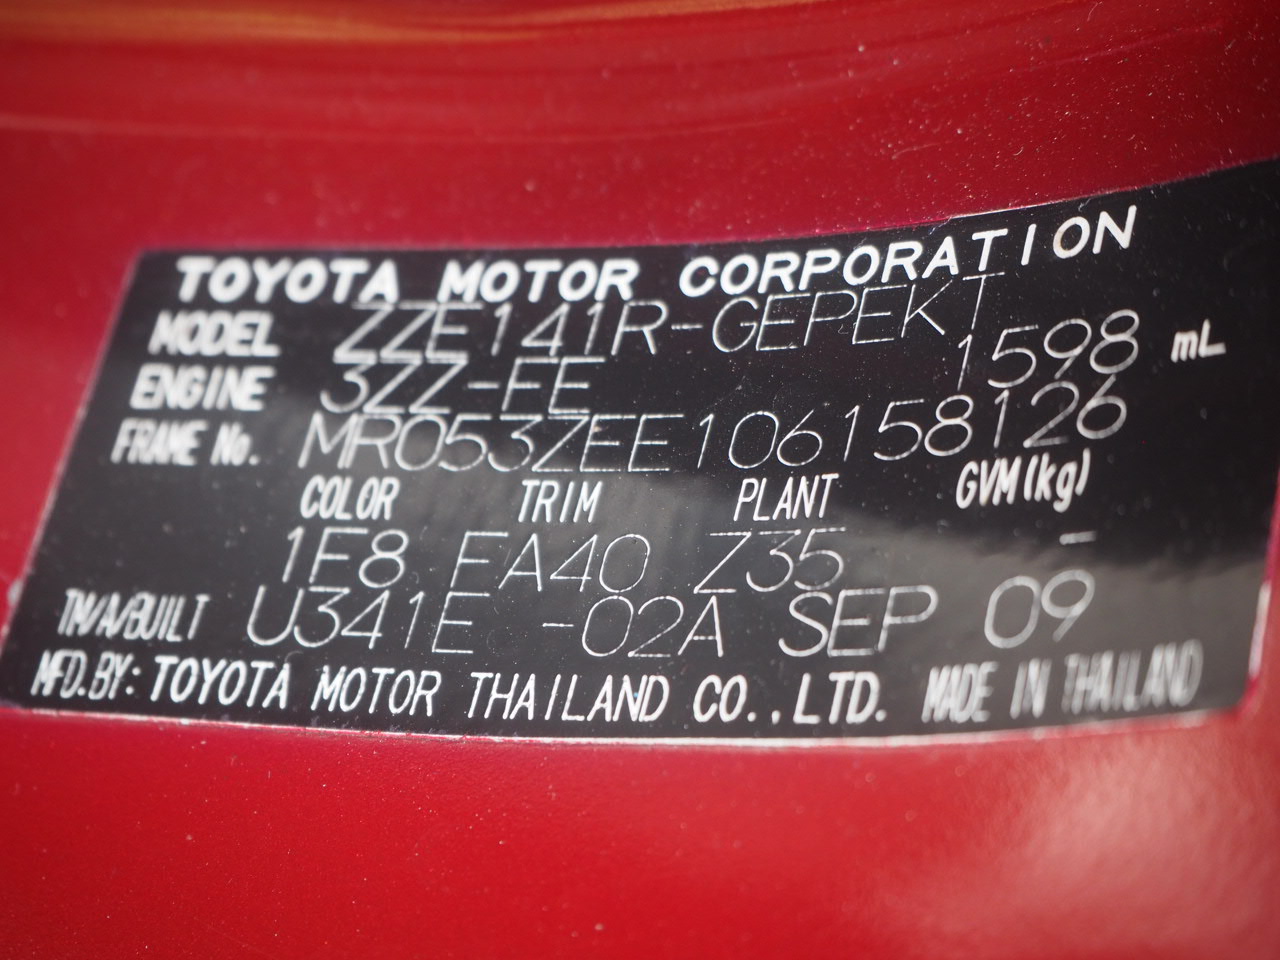 TOYOTA MOTOR CORPORATION
MODEL ZZE141R-GEPEKT
ENGINE 3ZZ-FE 1598 mL
FRAME No. MR053ZEE106158126
COLOR TRIM PLANT GVM(kg)
1E8 FA40 Z35 -
TM/A/BUILT U341E -02A SEP 09
MFD.BY: TOYOTA MOTOR THAILAND CO.,LTD. MADE IN THAILAND